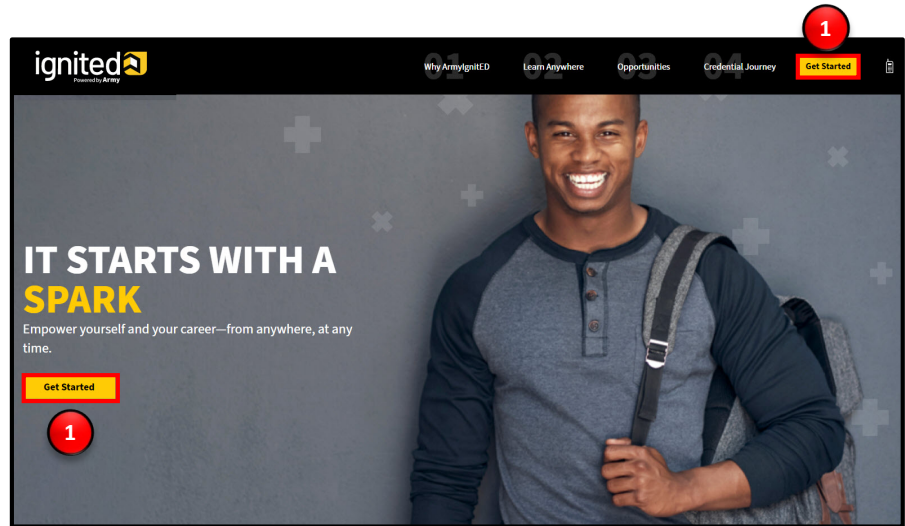 1
ignited
Powered by Army
01 02 03 04
Why ArmyIgnitED Learn Anywhere Opportunities Credential Journey Get Started
IT STARTS WITH A
SPARK
Empower yourself and your career—from anywhere, at any
time.
Get Started
1